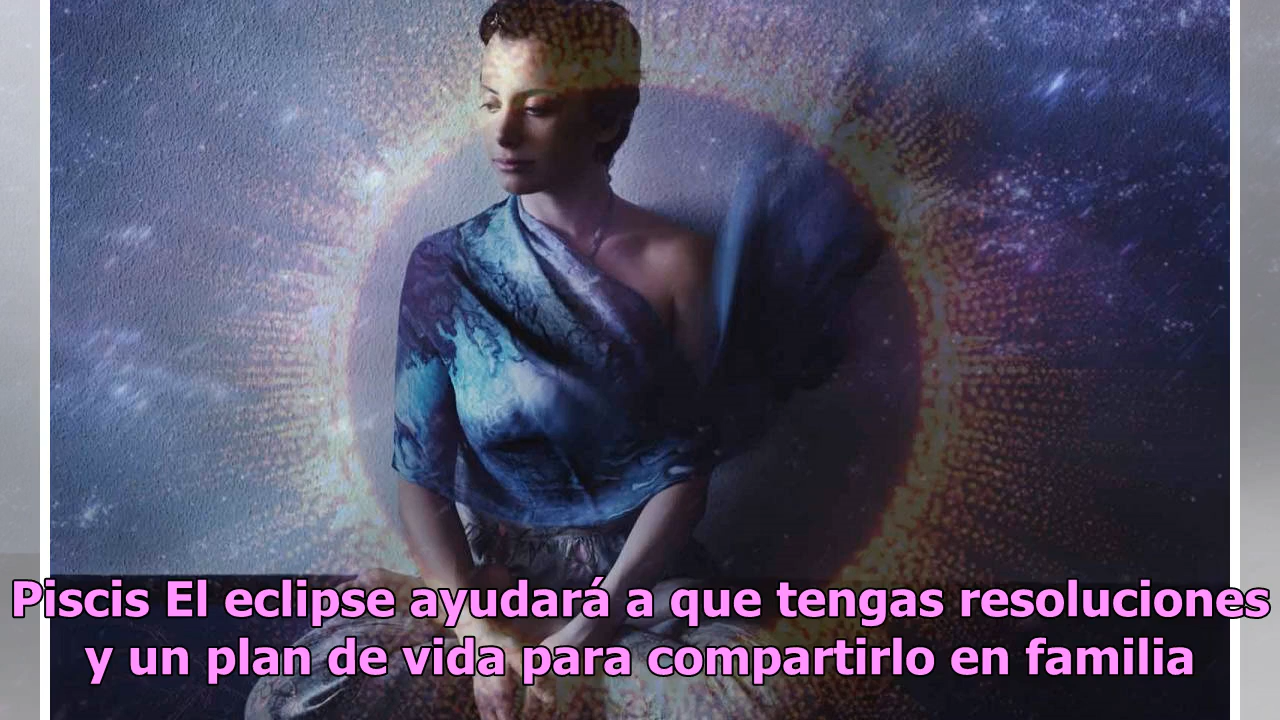 Piscis El eclipse ayudará a que tengas resoluciones
y un plan de vida para compartirlo en familia